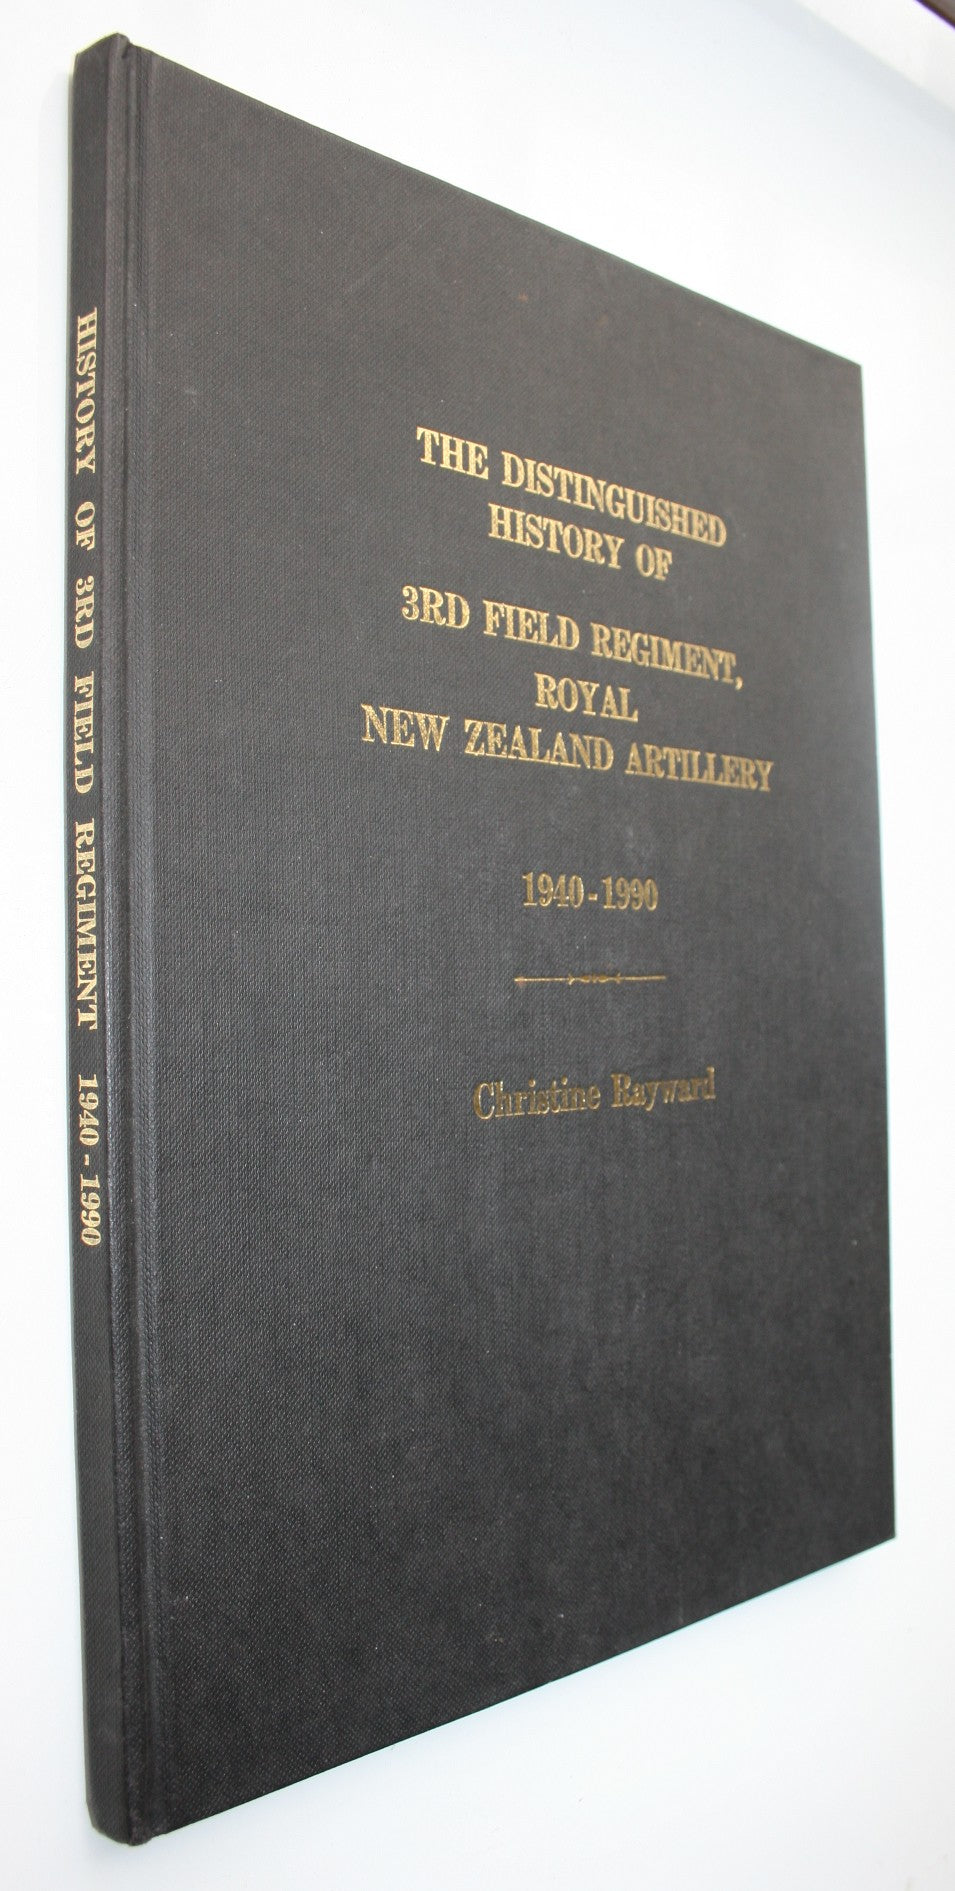 HISTORY OF 3RD FIELD REGIMENT 1940 - 1990
THE DISTINGUISHED
HISTORY OF
3RD FIELD REGIMENT,
ROYAL
NEW ZEALAND ARTILLERY
1940 - 1990
Christine Rayward